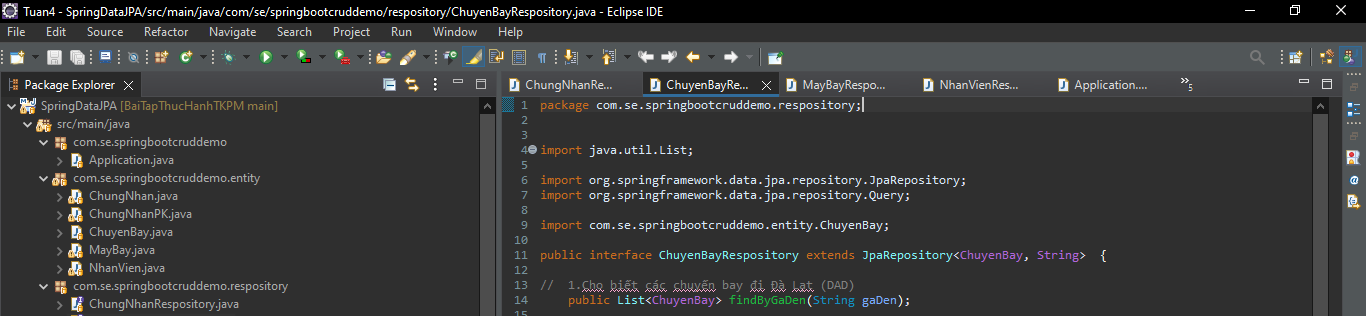 Tuan4 - SpringDataJPA/src/main/java/com/se/springbootcruddemo/respository/ChuyenBayRespository.java - Eclipse IDE
File Edit Source Refactor Navigate Search Project Run Window Help
Package Explorer
SpringDataJPA [BaiTapThucHanhTKPM main]
src/main/java
com.se.springbootcruddemo
Application.java
com.se.springbootcruddemo.entity
ChungNhan.java
ChungNhanPK.java
ChuyenBay.java
MayBay.java
NhanVien.java
com.se.springbootcruddemo.respository
ChungNhanRespository.java
ChungNhanRe... ChuyenBayRe... MayBayRespo... NhanVienRes... Application.... »5
1 package com.se.springbootcruddemo.respository;
2
3
4 import java.util.List;
5
6 import org.springframework.data.jpa.repository.JpaRepository;
7 import org.springframework.data.jpa.repository.Query;
8
9 import com.se.springbootcruddemo.entity.ChuyenBay;
10
11 public interface ChuyenBayRespository extends JpaRepository<ChuyenBay, String> {
12
13 // 1.Cho biết các chuyến bay đi Đà Lạt (DAD)
14 public List<ChuyenBay> findByGaDen(String gaDen);
15